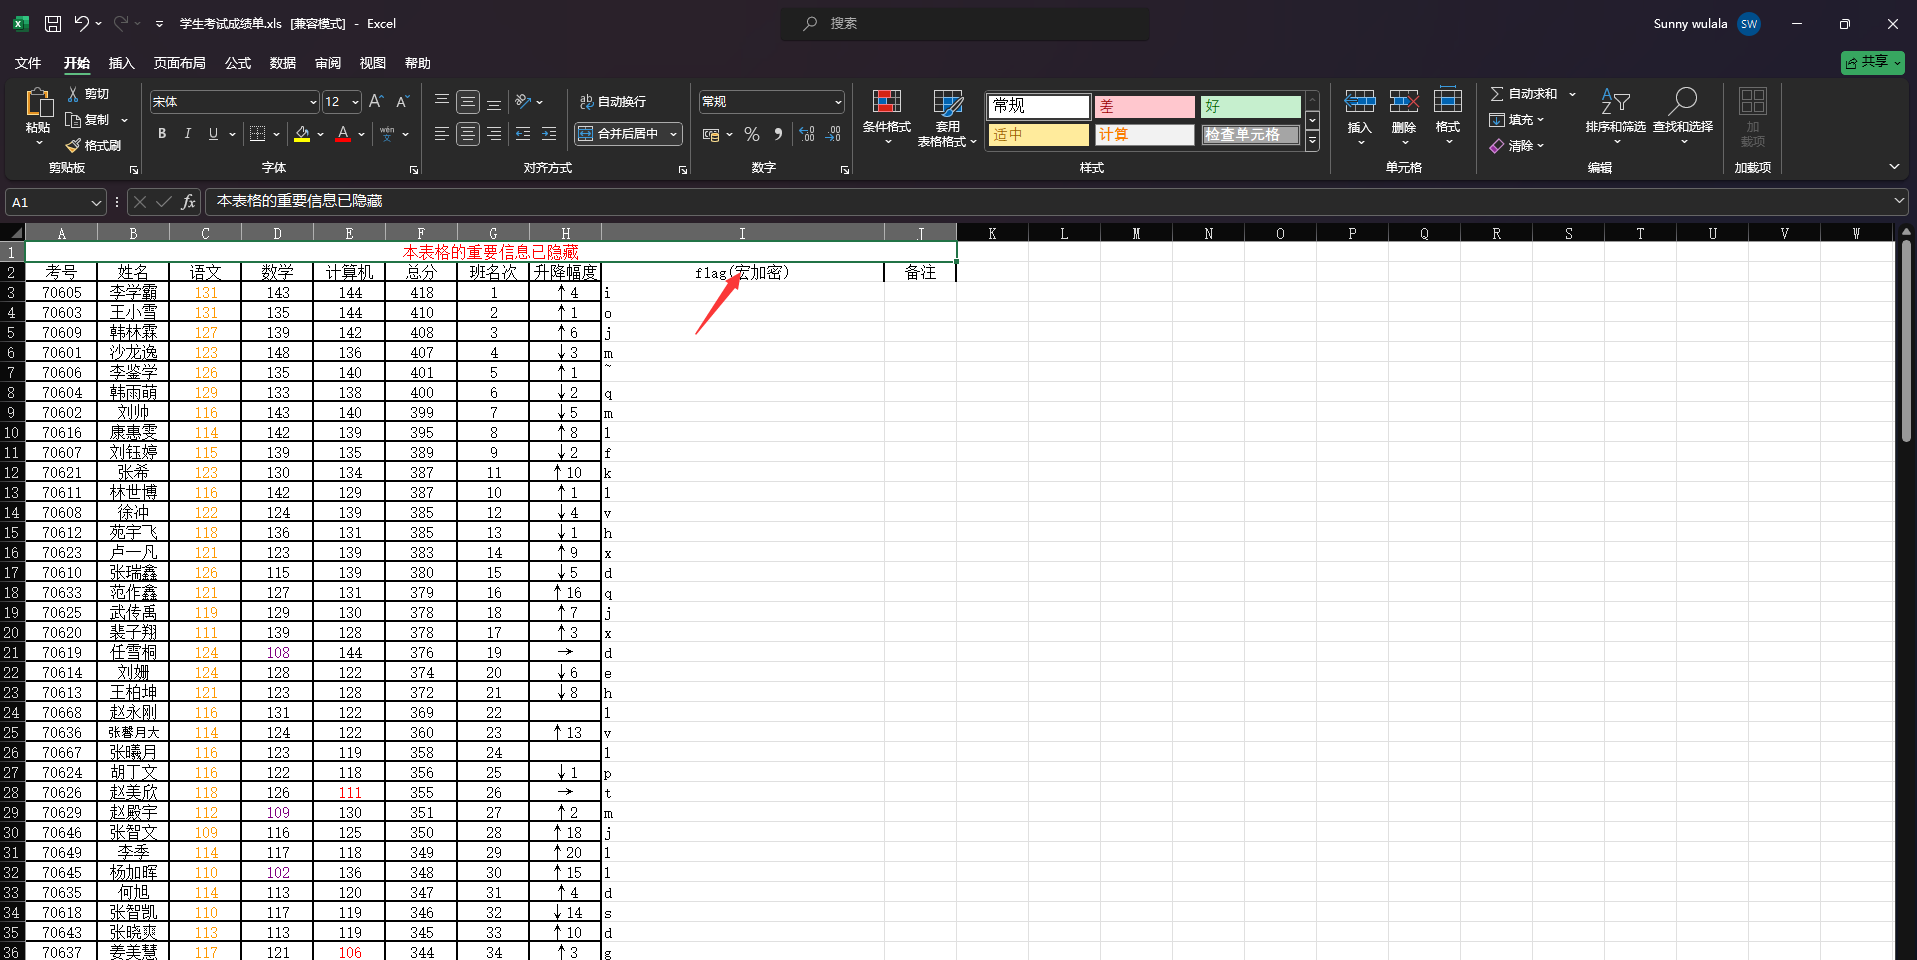 学生考试成绩单.xls [兼容模式] - Excel
搜索
Sunny wulala SW
文件 开始 插入 页面布局 公式 数据 审阅 视图 帮助
共享
粘贴 剪切 复制 格式刷 剪贴板
宋体 12 B I U A 字体
自动换行 合并后居中 对齐方式
常规 数字
条件格式 套用表格格式 常规 差 好 适中 计算 检查单元格 样式
插入 删除 格式 单元格
自动求和 填充 清除 排序和筛选 查找和选择 编辑
加载项 加载项
A1 fx 本表格的重要信息已隐藏
A B C D E F G H I J K L M N O P Q R S T U V W
1 本表格的重要信息已隐藏
2 考号 姓名 语文 数学 计算机 总分 班名次 升降幅度 flag(宏加密) 备注
3 70605 李学霸 131 143 144 418 1 ↑4 i
4 70603 王小雪 131 135 144 410 2 ↑1 o
5 70609 韩林霖 127 139 142 408 3 ↑6 j
6 70601 沙龙逸 123 148 136 407 4 ↓3 m
7 70606 李鉴学 126 135 140 401 5 ↑1 ~
8 70604 韩雨萌 129 133 138 400 6 ↓2 q
9 70602 刘帅 116 143 140 399 7 ↓5 m
10 70616 康惠雯 114 142 139 395 8 ↑8 l
11 70607 刘钰婷 115 139 135 389 9 ↓2 f
12 70621 张希 123 130 134 387 11 ↑10 k
13 70611 林世博 116 142 129 387 10 ↑1 l
14 70608 徐冲 122 124 139 385 12 ↓4 v
15 70612 苑宇飞 118 136 131 385 13 ↓1 h
16 70623 卢一凡 121 123 139 383 14 ↑9 x
17 70610 张瑞鑫 126 115 139 380 15 ↓5 d
18 70633 范作鑫 121 127 131 379 16 ↑16 q
19 70625 武传禹 119 129 130 378 18 ↑7 j
20 70620 裴子翔 111 139 128 378 17 ↑3 x
21 70619 任雪桐 124 108 144 376 19 → d
22 70614 刘姗 124 128 122 374 20 ↓6 e
23 70613 王柏坤 121 123 128 372 21 ↓8 h
24 70668 赵永刚 116 131 122 369 22 l
25 70636 张馨月大 114 124 122 360 23 ↑13 v
26 70667 张曦月 116 123 119 358 24 l
27 70624 胡丁文 116 122 118 356 25 ↓1 p
28 70626 赵美欣 118 126 111 355 26 → t
29 70629 赵殿宇 112 109 130 351 27 ↑2 m
30 70646 张智文 109 116 125 350 28 ↑18 j
31 70649 李季 114 117 118 349 29 ↑20 l
32 70645 杨加晖 110 102 136 348 30 ↑15 l
33 70635 何旭 114 113 120 347 31 ↑4 d
34 70618 张智凯 110 117 119 346 32 ↓14 s
35 70643 张晓爽 113 113 119 345 33 ↑10 d
36 70637 姜美慧 117 121 106 344 34 ↑3 g